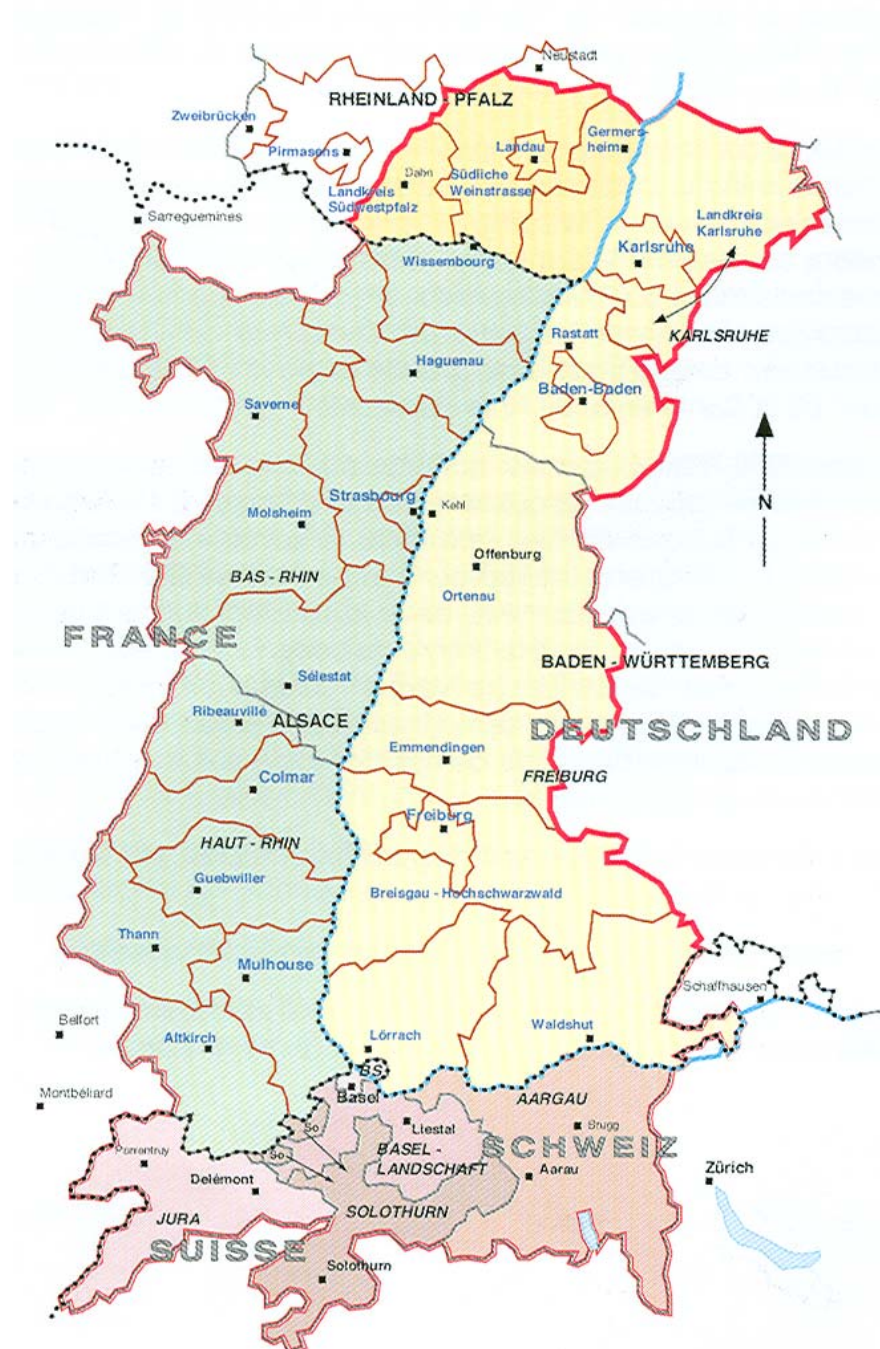 Neustadt
RHEINLAND - PFALZ
Zweibrücken
Germers-
heim
Pirmasens
Landau
Dahn
Südliche
Weinstrasse
Landkreis
Südwestpfalz
Landkreis
Karlsruhe
Sarreguemines
Karlsruhe
Wissembourg
Rastatt
KARLSRUHE
Haguenau
Baden-Baden
Saverne
Strasbourg
N
Molsheim
Kehl
Offenburg
BAS - RHIN
Ortenau
FRANCE
BADEN - WÜRTTEMBERG
Sélestat
Ribeauvillé
ALSACE
DEUTSCHLAND
Emmendingen
Colmar
FREIBURG
Freiburg
HAUT - RHIN
Guebwiller
Breisgau - Hochschwarzwald
Thann
Mulhouse
Schaffhausen
Belfort
Altkirch
Lörrach
Waldshut
BS
Montbéliard
Basel
AARGAU
So
Liestal
Brugg
SCHWEIZ
Porrentruy
So
BASEL -
LANDSCHAFT
Delémont
Aarau
Zürich
JURA
SOLOTHURN
SUISSE
Solothurn